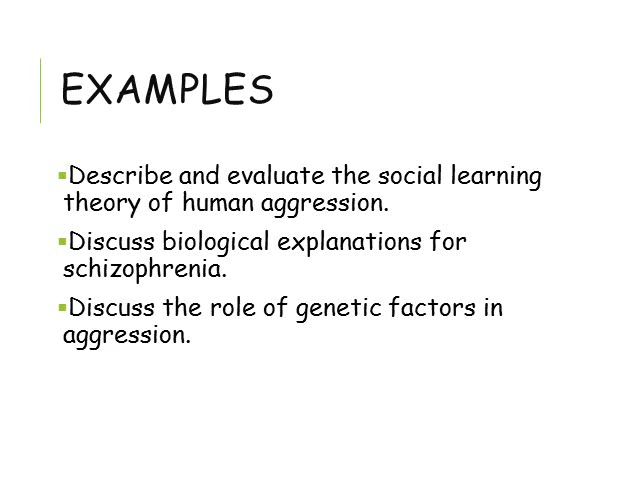 EXAMPLES
▪Describe and evaluate the social learning
theory of human aggression.
▪Discuss biological explanations for
schizophrenia.
▪Discuss the role of genetic factors in
aggression.